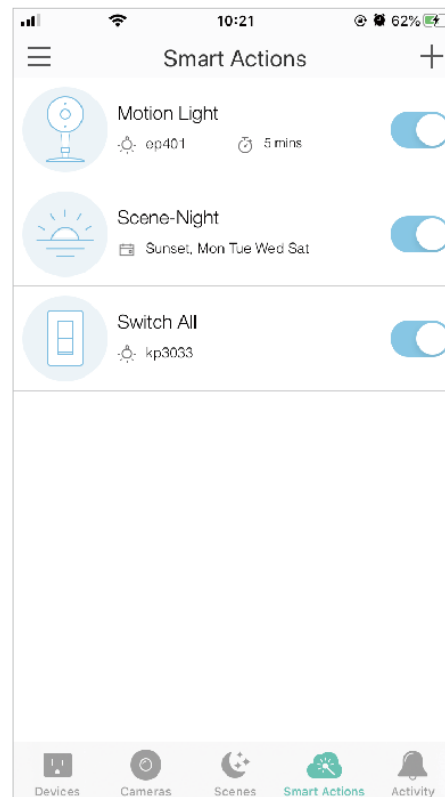 10:21 62%
Smart Actions
Motion Light
ep401 5 mins
Scene-Night
Sunset, Mon Tue Wed Sat
Switch All
kp3033
Devices Cameras Scenes Smart Actions Activity